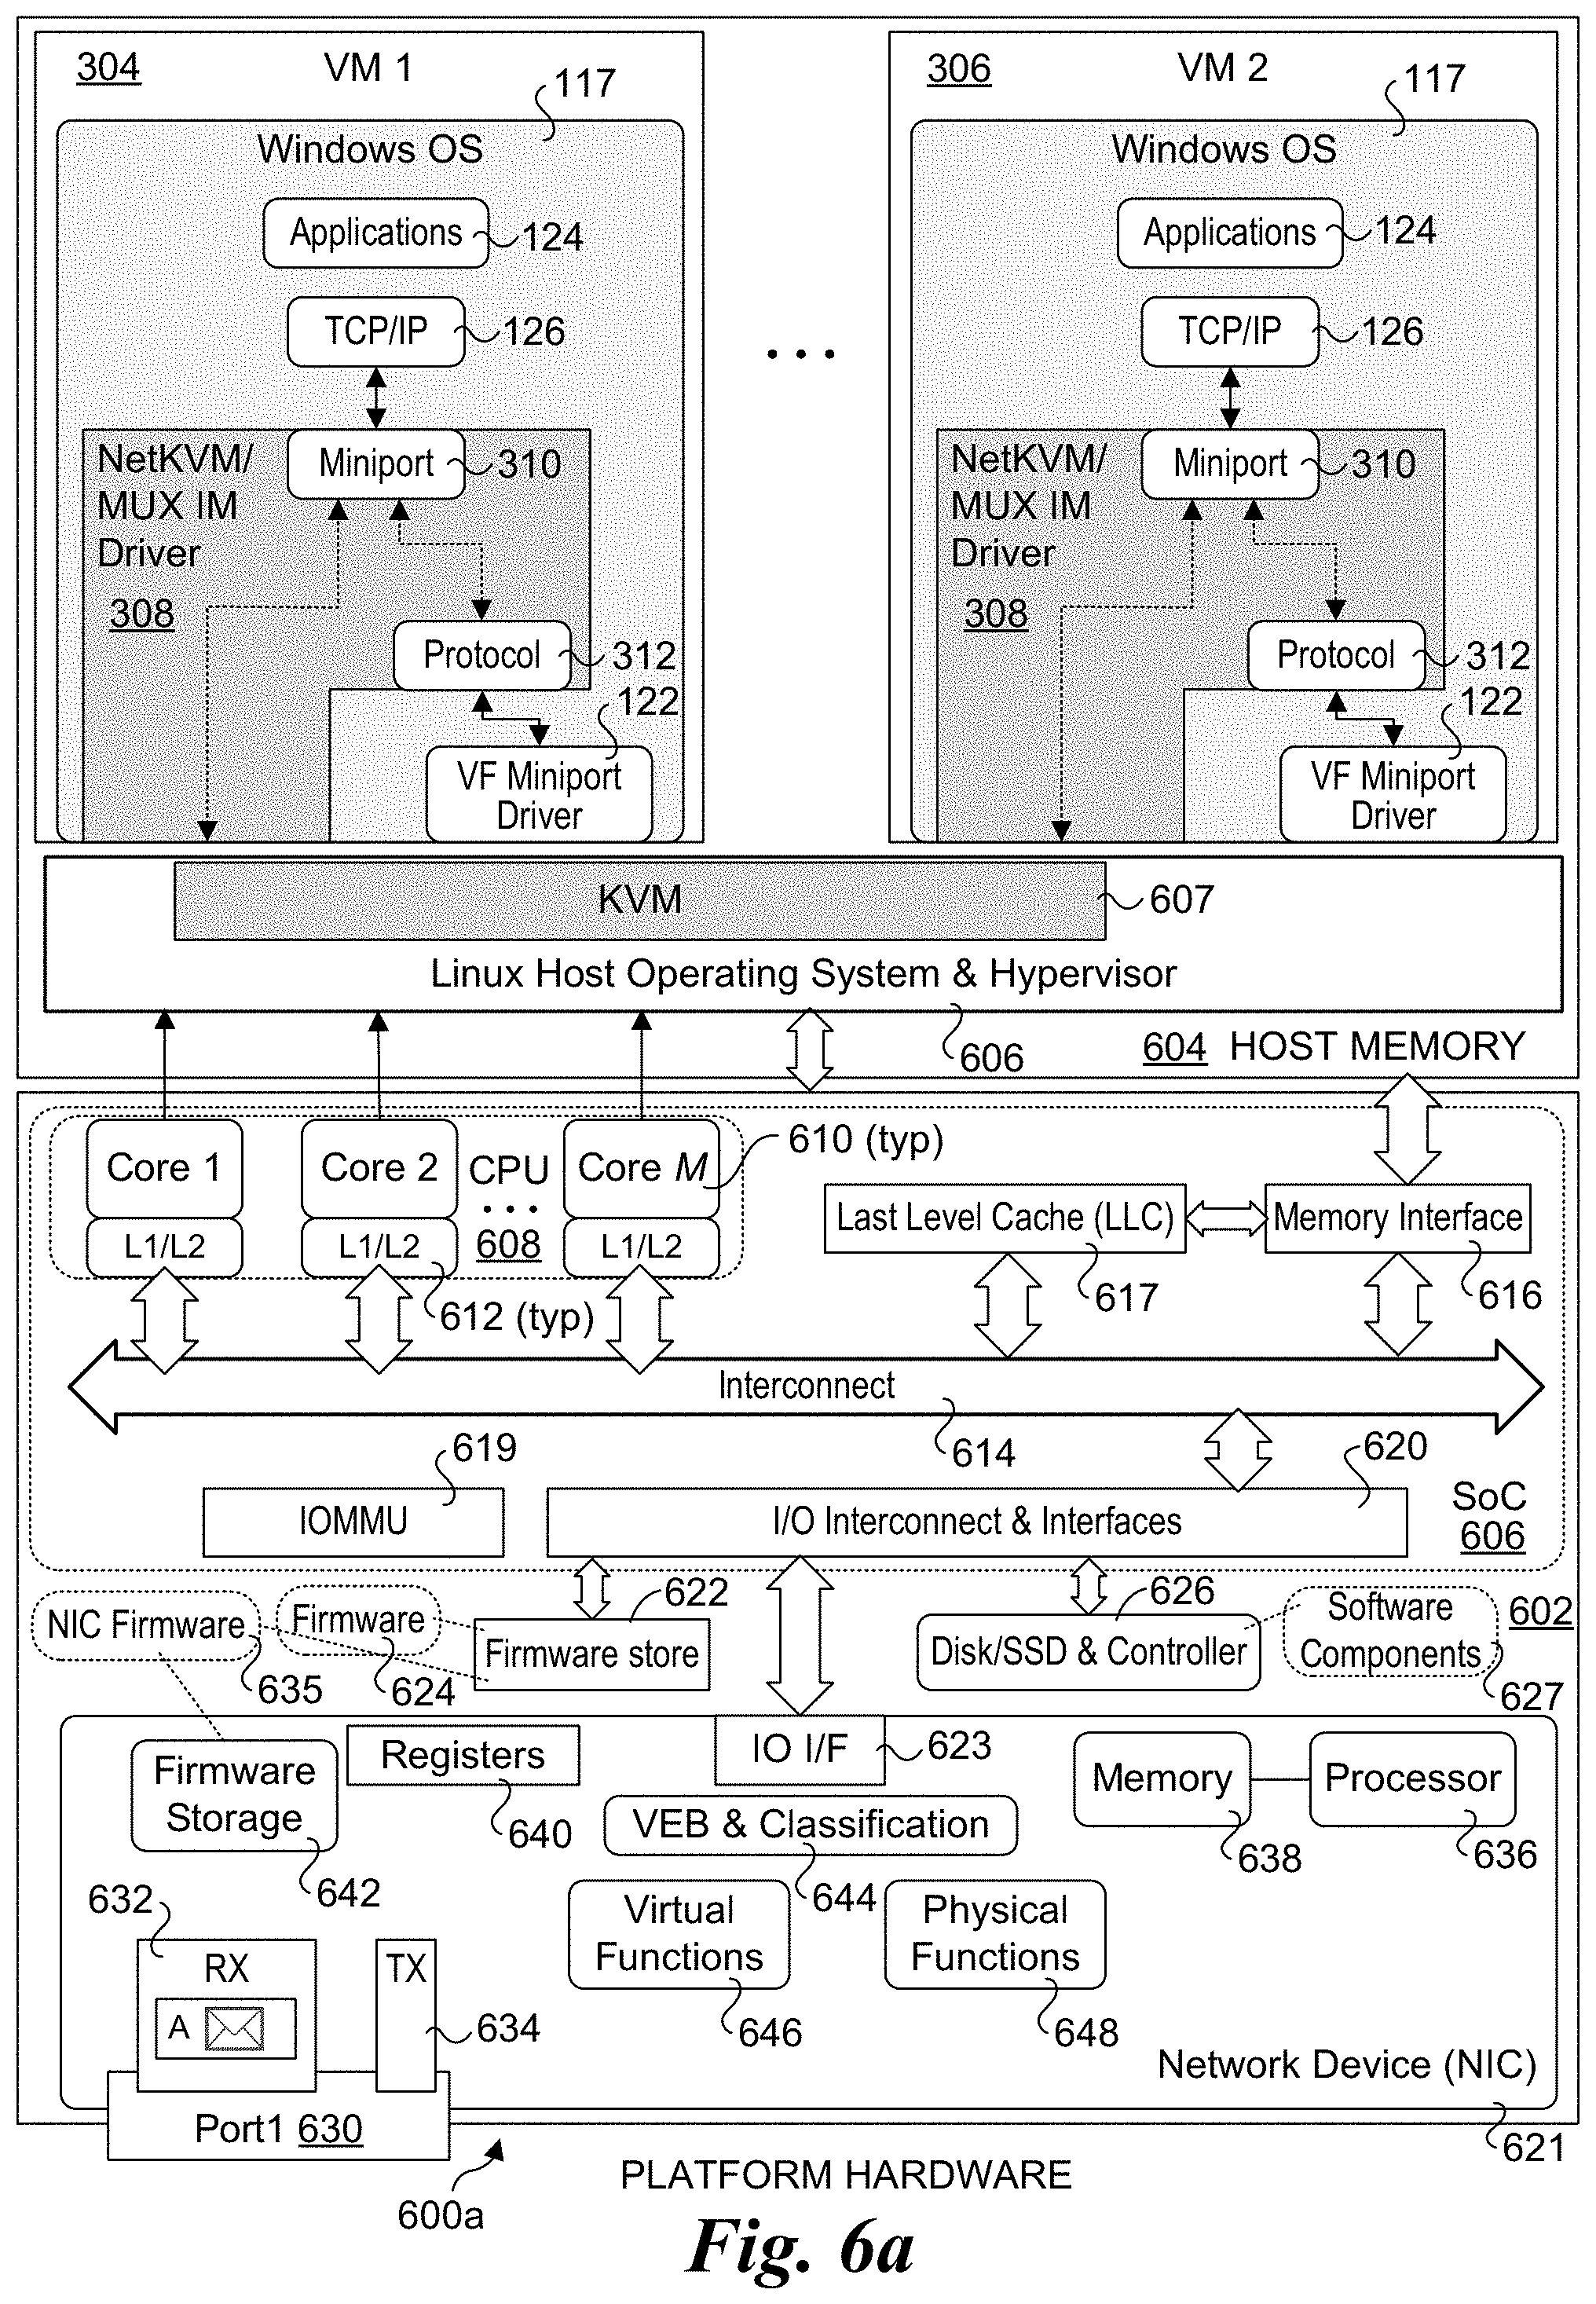 304 VM 1
117
Windows OS
Applications 124
TCP/IP 126
NetKVM/
MUX IM
Driver
308
Miniport 310
Protocol 312
122
VF Miniport
Driver
. . .
306 VM 2
117
Windows OS
Applications 124
TCP/IP 126
NetKVM/
MUX IM
Driver
308
Miniport 310
Protocol 312
122
VF Miniport
Driver
KVM 607
Linux Host Operating System & Hypervisor
606
604 HOST MEMORY
Core 1 Core 2 CPU Core M 610 (typ)
. . .
L1/L2 L1/L2 608 L1/L2
612 (typ)
Last Level Cache (LLC) Memory Interface
617 616
Interconnect
614
619 620
IOMMU I/O Interconnect & Interfaces
SoC
606
622 626
NIC Firmware Firmware Firmware store
635 624
Disk/SSD & Controller
Software
Components
602
627
Firmware
Storage
642
Registers
640
IO I/F 623
VEB & Classification
644
Memory Processor
638 636
Virtual
Functions
646
Physical
Functions
648
632
RX TX
A
634
Network Device (NIC)
Port1 630
621
600a
PLATFORM HARDWARE
Fig. 6a